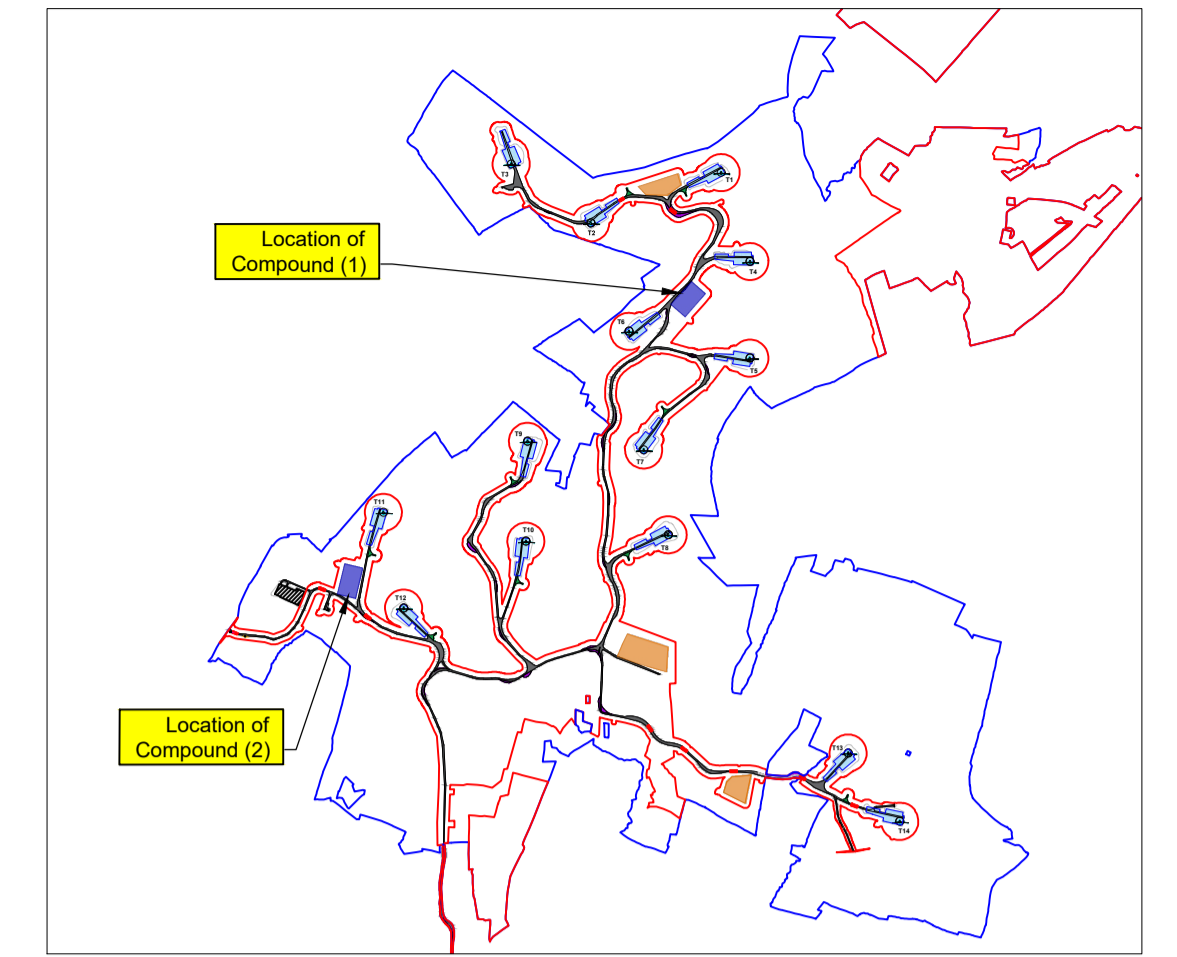 T3
T1
T2
Location of
Compound (1)
T4
T6
T5
T9
T7
T11
T10
T8
T12
Location of
Compound (2)
T13
T14